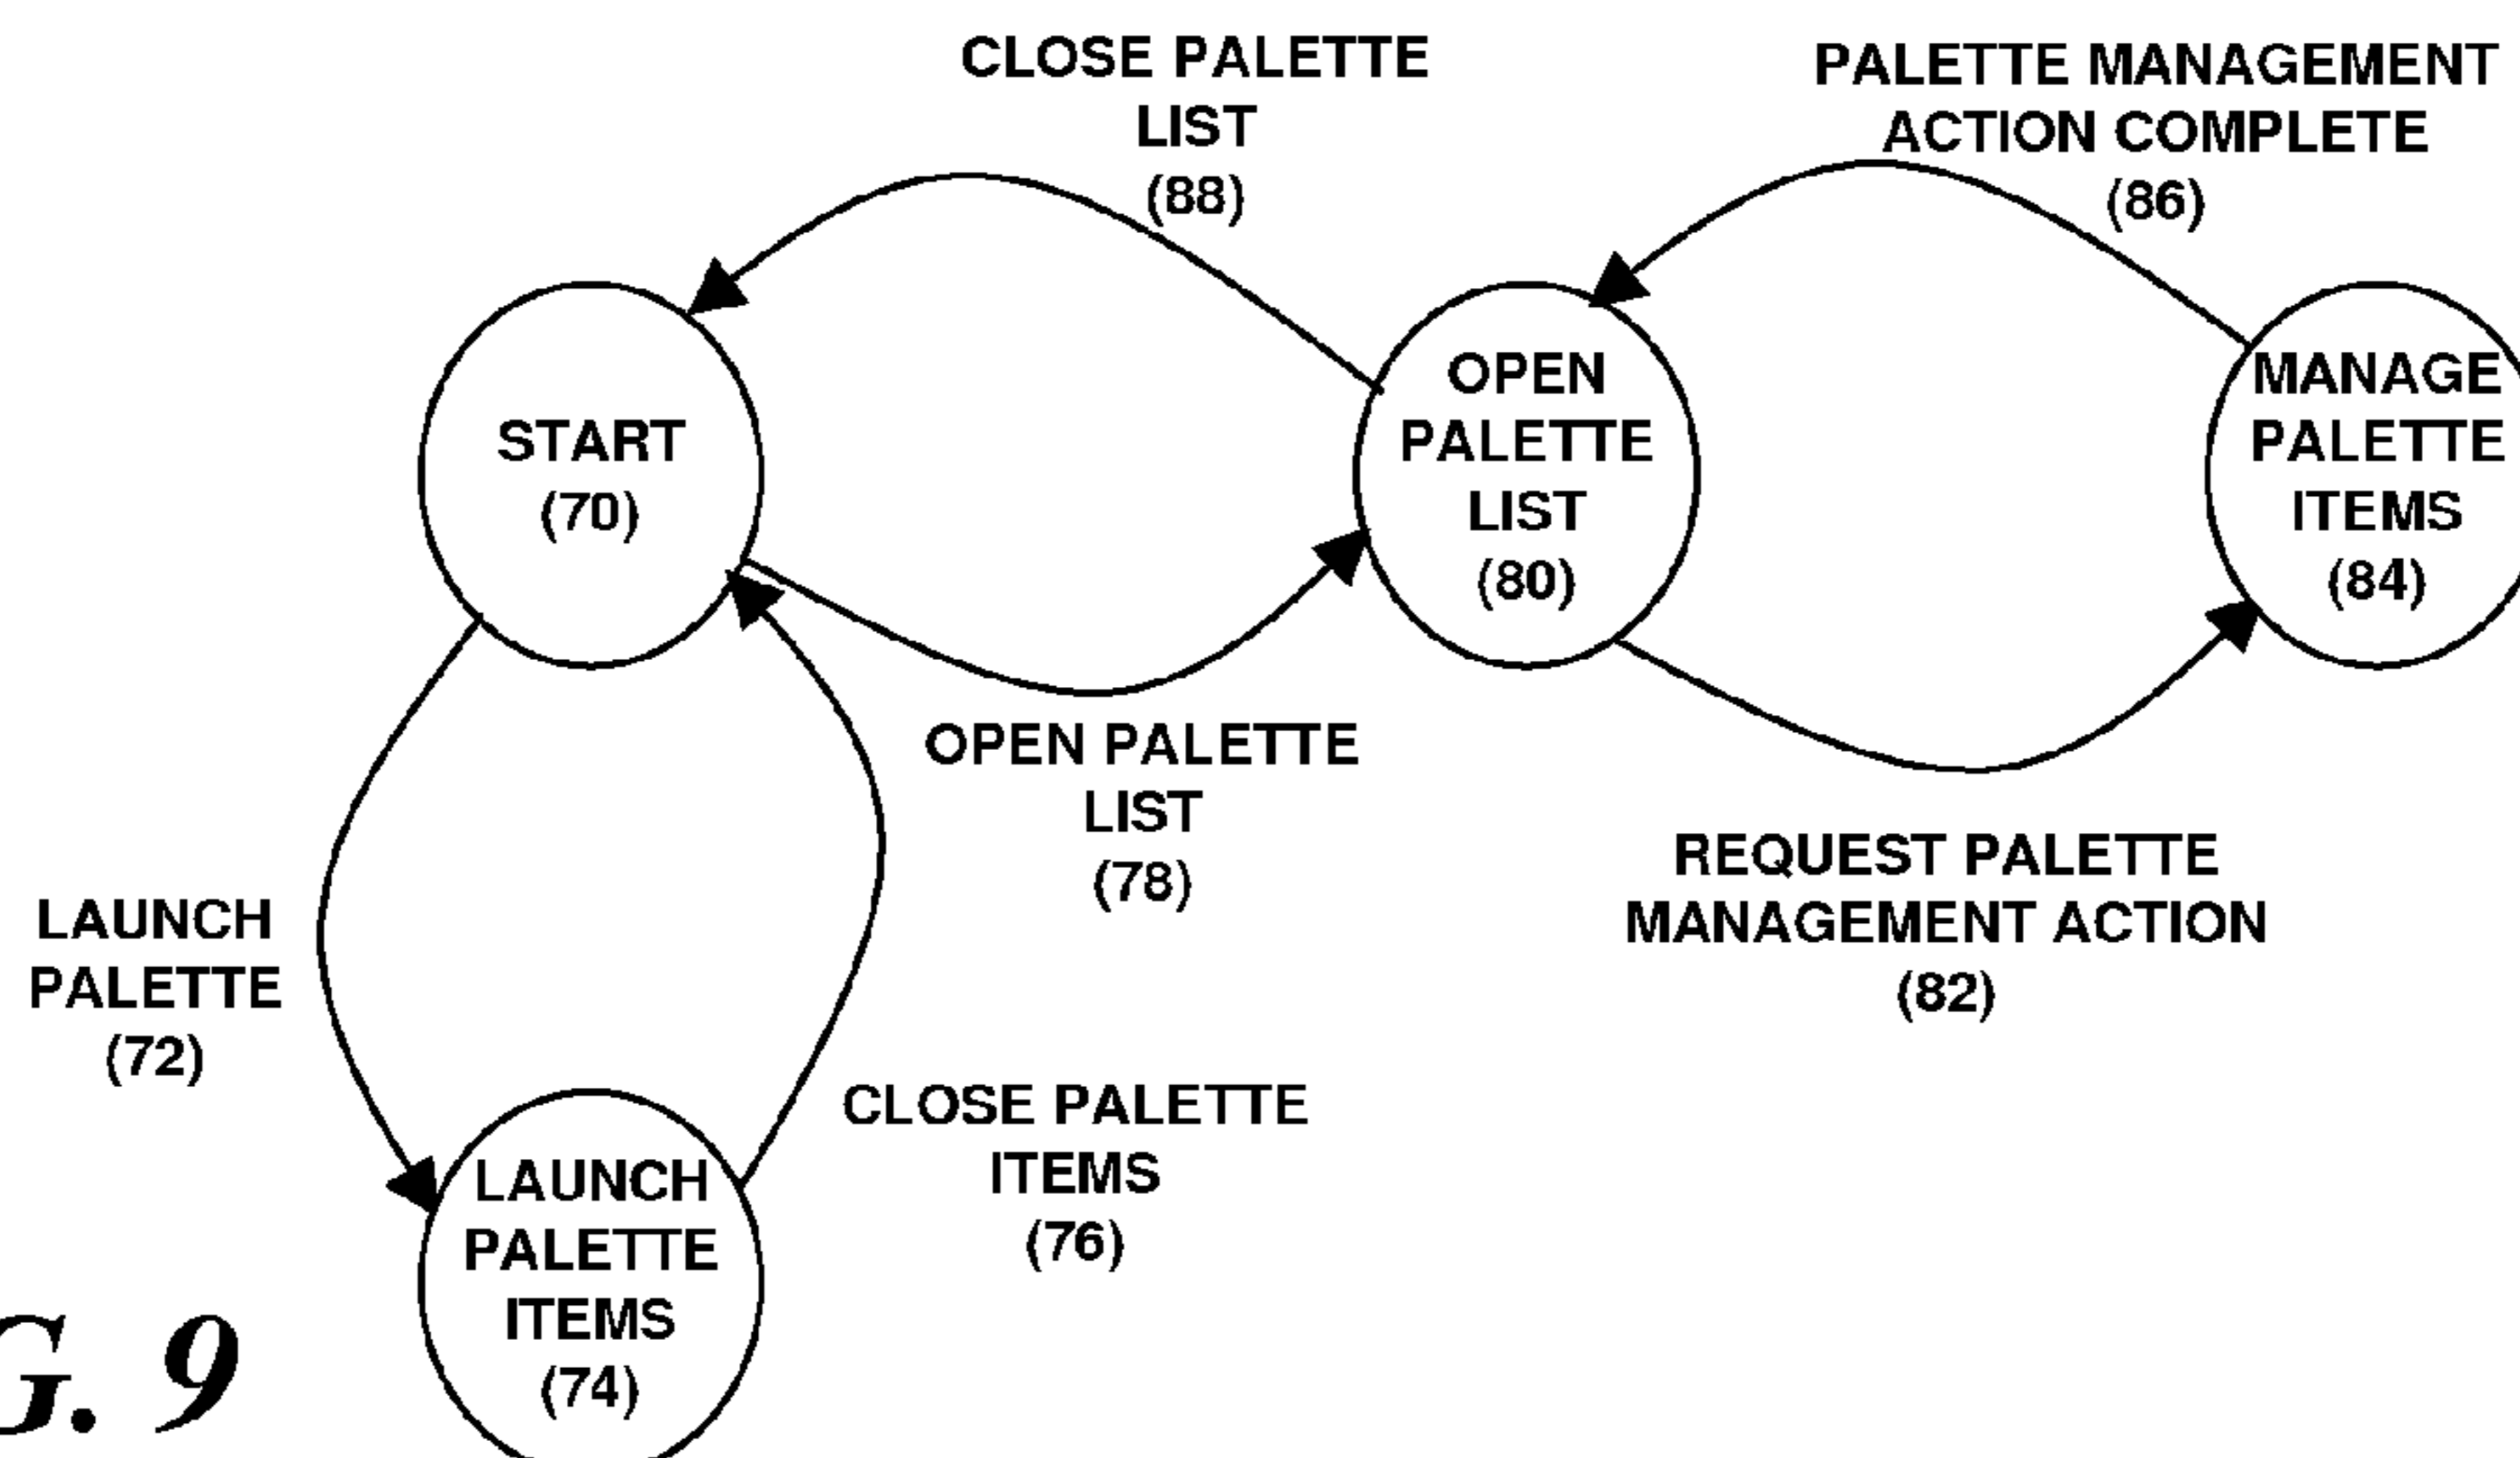 CLOSE PALETTE
LIST
(88)
PALETTE MANAGEMENT
ACTION COMPLETE
(86)
START
(70)
OPEN
PALETTE
LIST
(80)
MANAGE
PALETTE
ITEMS
(84)
OPEN PALETTE
LIST
(78)
REQUEST PALETTE
MANAGEMENT ACTION
(82)
LAUNCH
PALETTE
(72)
CLOSE PALETTE
ITEMS
(76)
LAUNCH
PALETTE
ITEMS
(74)
G. 9